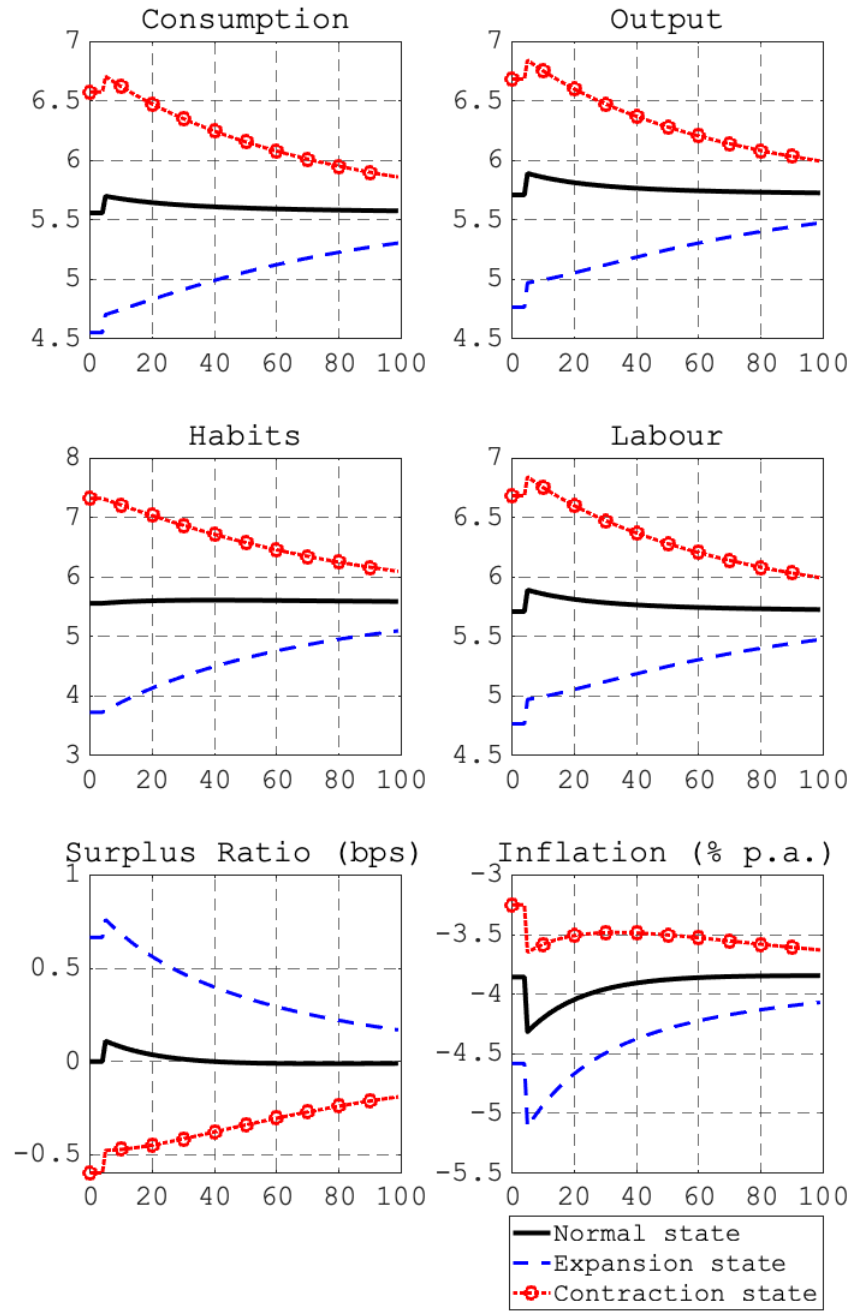 Consumption
7
6.5
6
5.5
5
4.5
0 20 40 60 80 100
Output
7
6.5
6
5.5
5
4.5
0 20 40 60 80 100
Habits
8
7
6
5
4
3
0 20 40 60 80 100
Labour
7
6.5
6
5.5
5
4.5
0 20 40 60 80 100
Surplus Ratio (bps)
1
0.5
0
-0.5
0 20 40 60 80 100
Inflation (% p.a.)
-3
-3.5
-4
-4.5
-5
-5.5
0 20 40 60 80 100
Normal state
Expansion state
Contraction state